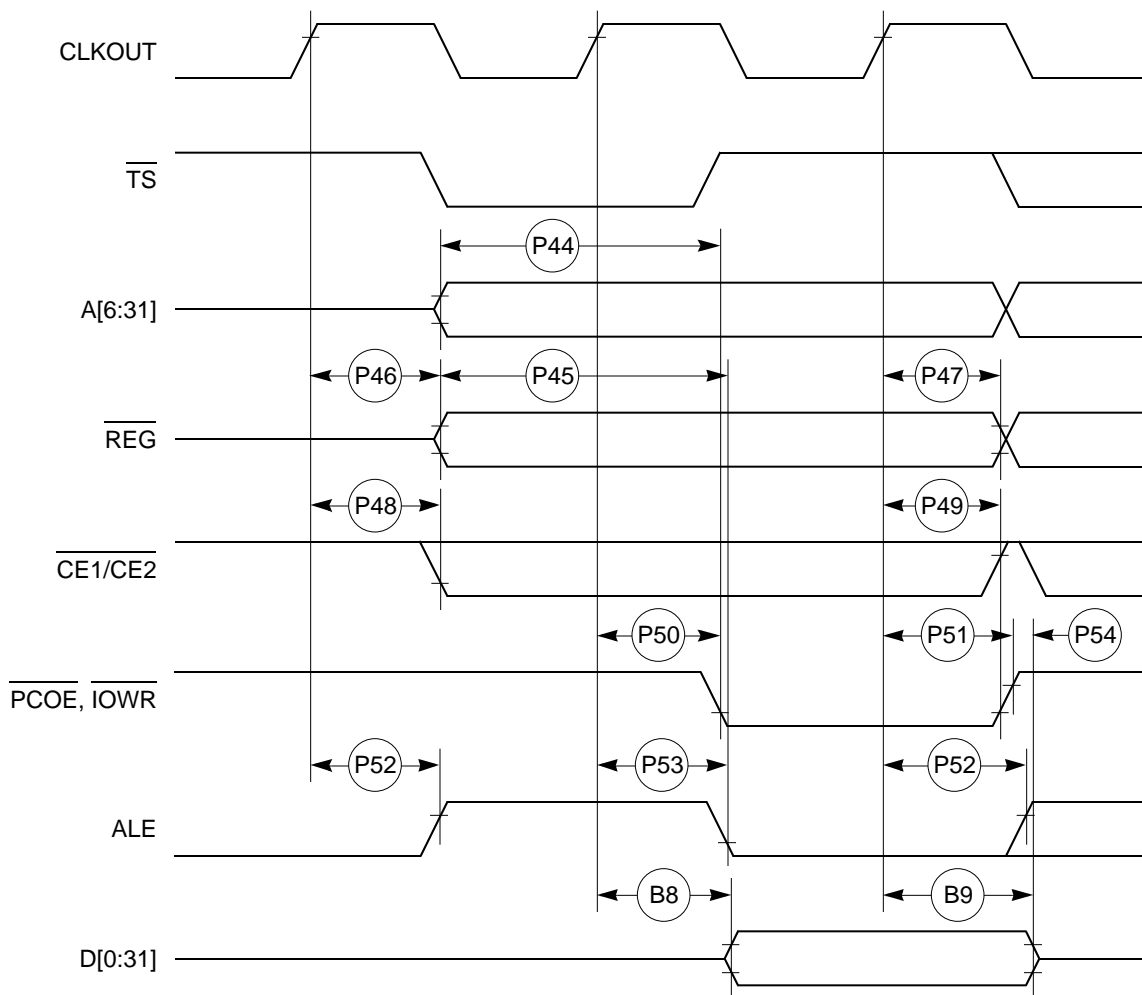 CLKOUT
TS
P44
A[6:31]
P46 P45 P47
REG
P48 P49
CE1/CE2
P50 P51 P54
PCOE, IOWR
P52 P53 P52
ALE
B8 B9
D[0:31]